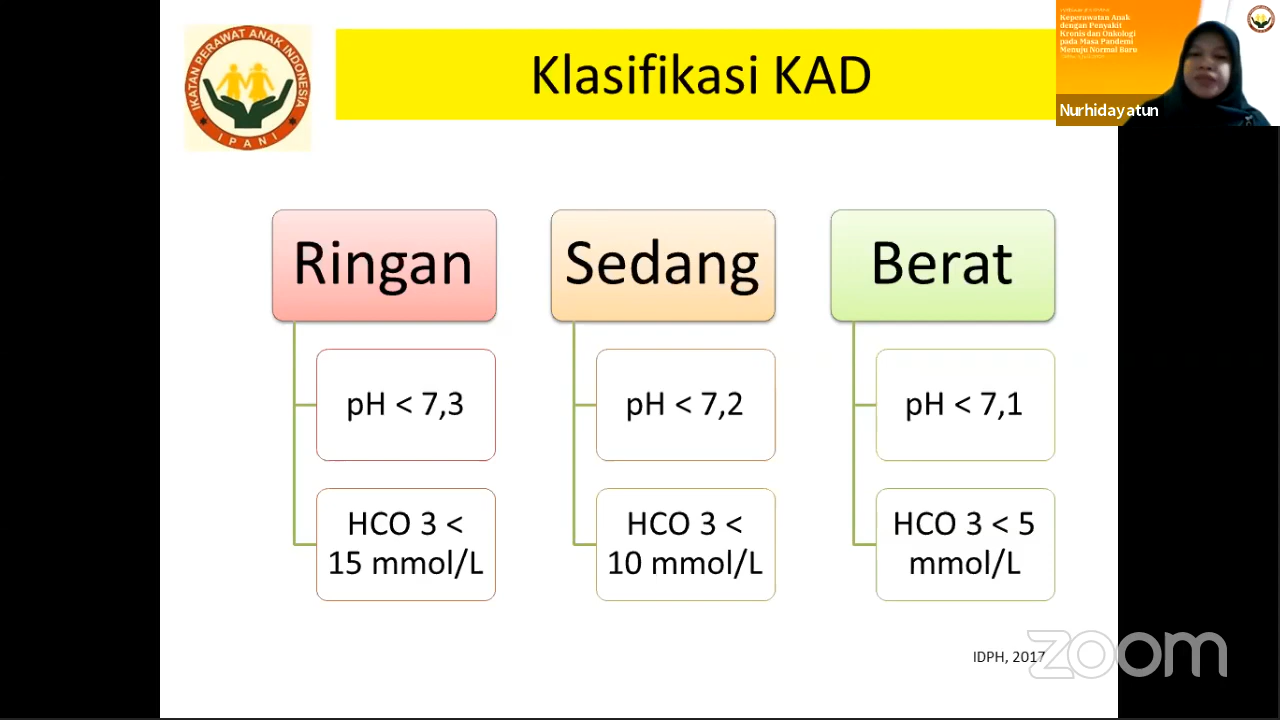 IKATAN PERAWAT ANAK INDONESIA
IPANI
Klasifikasi KAD
Keperawatan Anak
dengan Penyakit
Kronis dan Onkologi
pada Masa Pandemi
Menuju Normal Baru
Nurhidayatun
Ringan
Sedang
Berat
pH < 7,3
pH < 7,2
pH < 7,1
HCO 3 <
15 mmol/L
HCO 3 <
10 mmol/L
HCO 3 < 5
mmol/L
IDPH, 2017
zoom